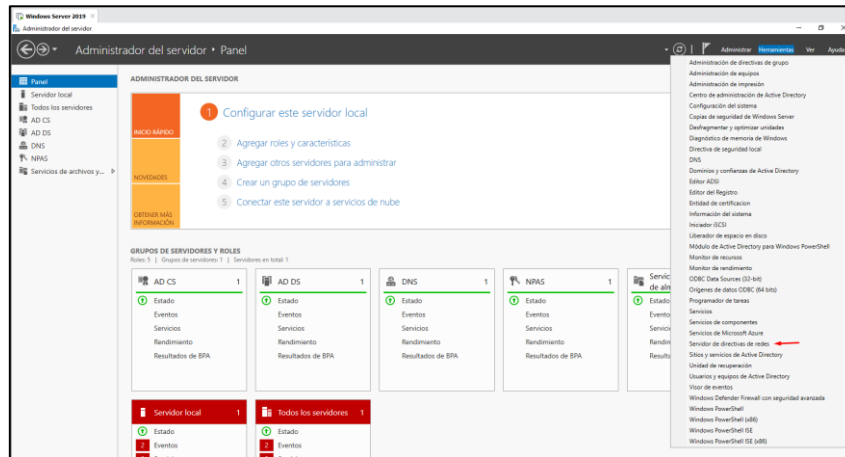 Windows Server 2019
Administrador del servidor
Administrador del servidor • Panel
Administrar Herramientas Ver Ayuda
Panel
Servidor local
Todos los servidores
AD CS
AD DS
DNS
NPAS
Servicios de archivos y...
ADMINISTRADOR DEL SERVIDOR
INICIO RÁPIDO
NOVEDADES
OBTENER MÁS
INFORMACIÓN
1 Configurar este servidor local
2 Agregar roles y características
3 Agregar otros servidores para administrar
4 Crear un grupo de servidores
5 Conectar este servidor a servicios de nube
GRUPOS DE SERVIDORES Y ROLES
Roles: 5 | Grupos de servidores: 1 | Servidores en total: 1
AD CS 1
Estado
Eventos
Servicios
Rendimiento
Resultados de BPA
AD DS 1
Estado
Eventos
Servicios
Rendimiento
Resultados de BPA
DNS 1
Estado
Eventos
Servicios
Rendimiento
Resultados de BPA
NPAS 1
Estado
Eventos
Servicios
Rendimiento
Resultados de BPA
Servic
de aln
Estado
Evento
Servici
Rendin
Result
Servidor local 1
Estado
2 Eventos
Todos los servidores 1
Estado
2 Eventos
Administración de directivas de grupo
Administración de equipos
Administración de impresión
Centro de administración de Active Directory
Configuración del sistema
Copias de seguridad de Windows Server
Desfragmentar y optimizar unidades
Diagnóstico de memoria de Windows
Directiva de seguridad local
DNS
Dominios y confianzas de Active Directory
Editor ADSI
Editor del Registro
Entidad de certificacion
Información del sistema
Iniciador iSCSI
Liberador de espacio en disco
Módulo de Active Directory para Windows PowerShell
Monitor de recursos
Monitor de rendimiento
ODBC Data Sources (32-bit)
Orígenes de datos ODBC (64 bits)
Programador de tareas
Servicios
Servicios de componentes
Servicios de Microsoft Azure
Servidor de directivas de redes
Sitios y servicios de Active Directory
Unidad de recuperación
Usuarios y equipos de Active Directory
Visor de eventos
Windows Defender Firewall con seguridad avanzada
Windows PowerShell
Windows PowerShell (x86)
Windows PowerShell ISE
Windows PowerShell ISE (x86)